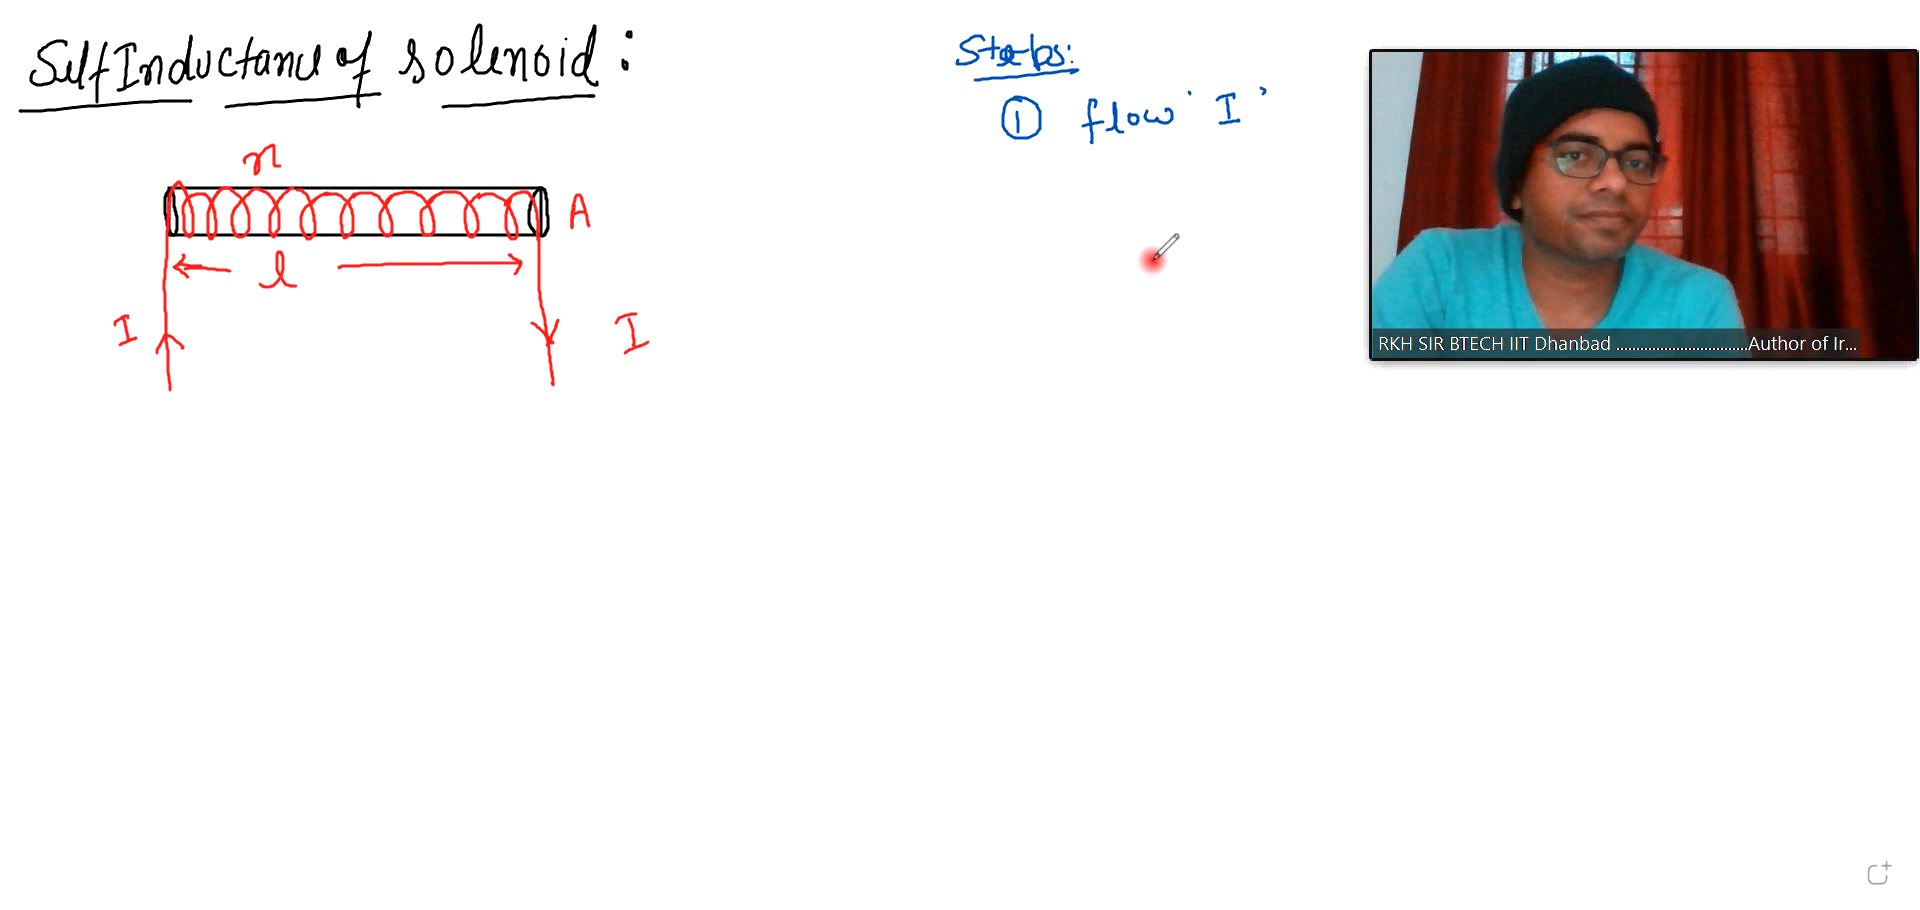 Self Inductance of solenoid :
Steps:
① flow 'I'
n
A
l
I
I
RKH SIR BTECH IIT Dhanbad .................................Author of Ir...